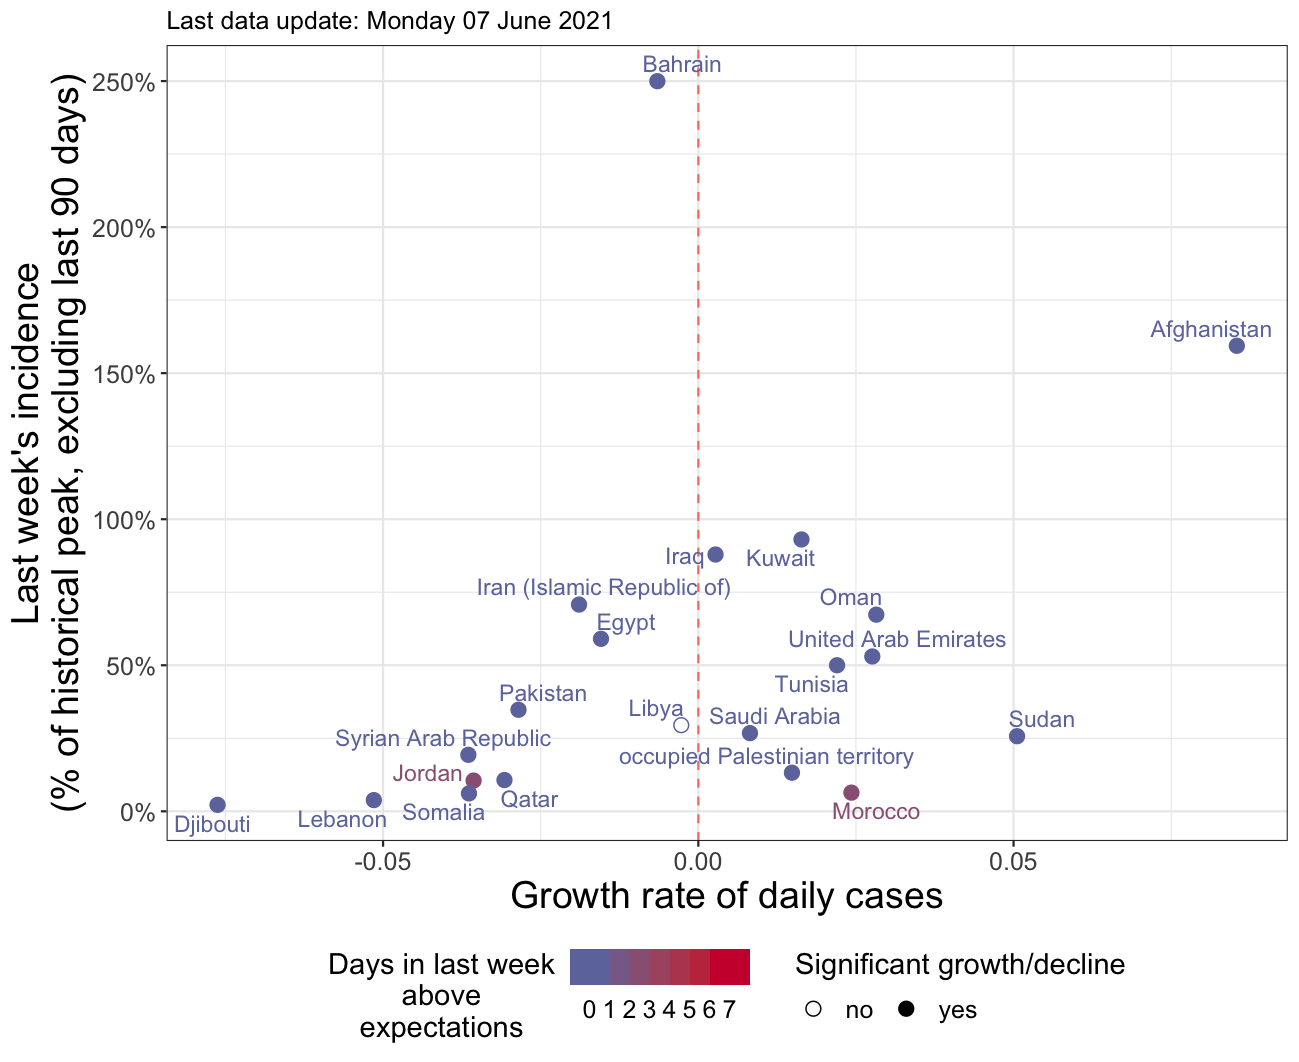 Last data update: Monday 07 June 2021
Last week's incidence
(% of historical peak, excluding last 90 days)
250%
200%
150%
100%
50%
0%
Bahrain
Afghanistan
Iraq
Kuwait
Iran (Islamic Republic of)
Oman
Egypt
United Arab Emirates
Tunisia
Pakistan
Libya
Saudi Arabia
Sudan
Syrian Arab Republic
occupied Palestinian territory
Jordan
Qatar
Somalia
Morocco
Lebanon
Djibouti
-0.05
0.00
0.05
Growth rate of daily cases
Days in last week
above
expectations
0 1 2 3 4 5 6 7
Significant growth/decline
no
yes